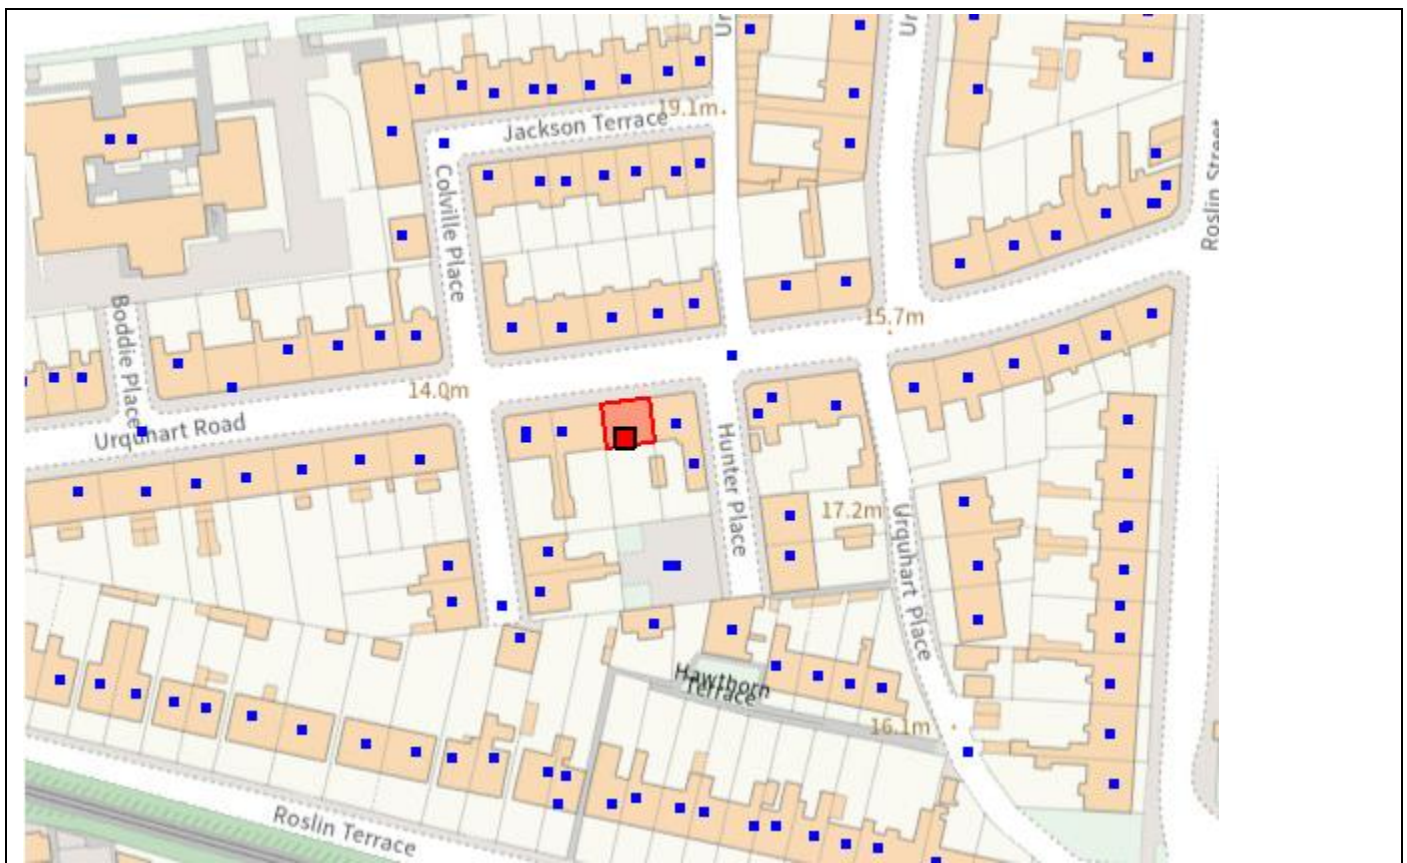 Jackson Terrace
19.1m
Colville Place
Roslin Street
Boddie Place
15.7m
14.0m
Urquhart Road
Hunter Place
17.2m
Urquhart Place
Hawthorn
Terrace
16.1m
Roslin Terrace